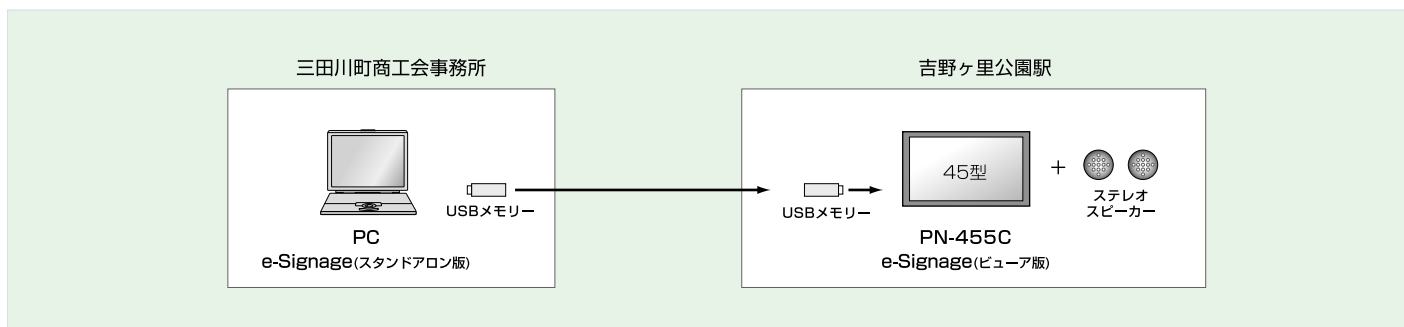 三田川町商工会事務所
USBメモリー
PC
e-Signage(スタンドアロン版)
吉野ヶ里公園駅
USBメモリー
45型
+
ステレオ
スピーカー
PN-455C
e-Signage(ビューア版)